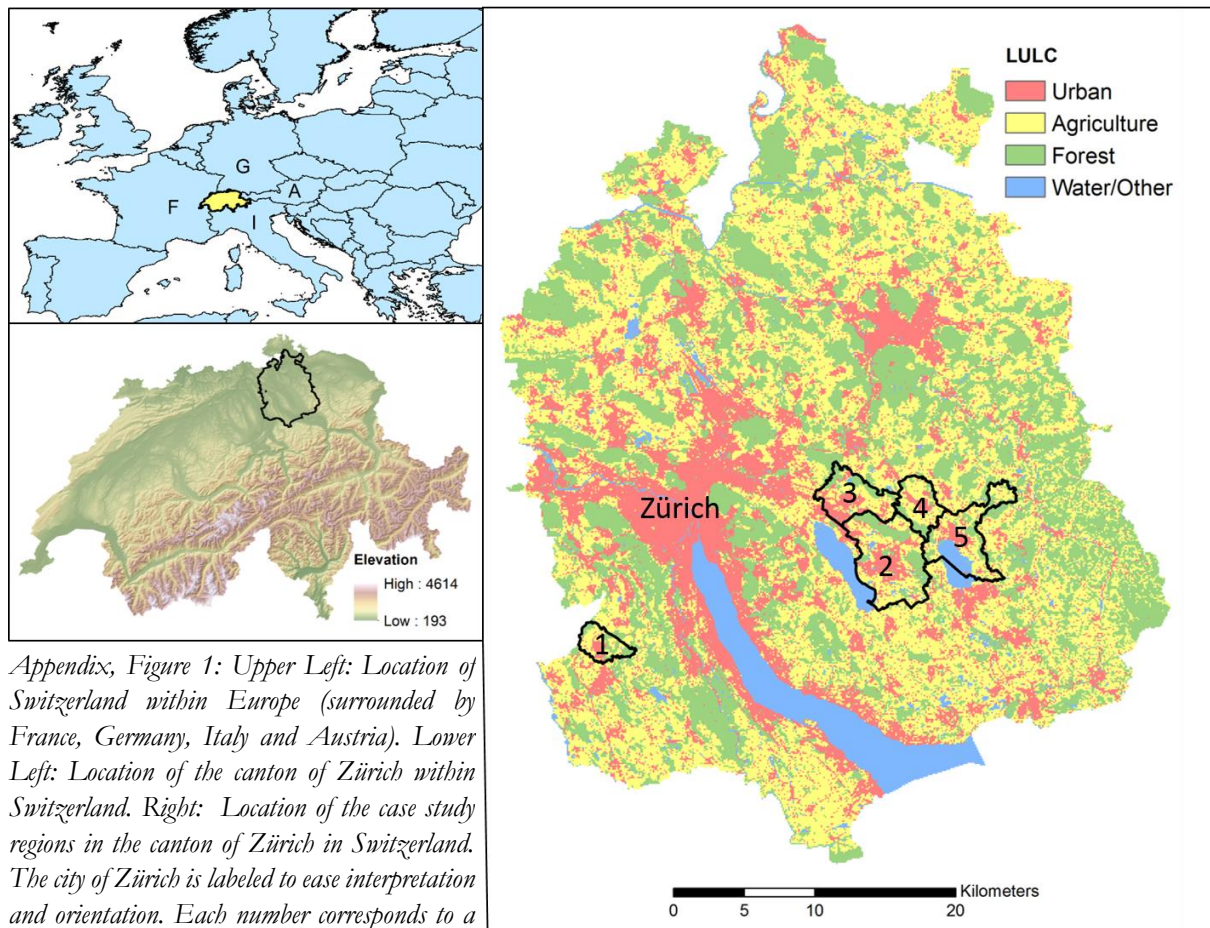 G
A
F
I
Elevation
High : 4614
Low : 193
Appendix, Figure 1: Upper Left: Location of
Switzerland within Europe (surrounded by
France, Germany, Italy and Austria). Lower
Left: Location of the canton of Zürich within
Switzerland. Right: Location of the case study
regions in the canton of Zürich in Switzerland.
The city of Zürich is labeled to ease interpretation
and orientation. Each number corresponds to a
LULC
Urban
Agriculture
Forest
Water/Other
3
4
Zürich
5
2
1
Kilometers
0 5 10 20